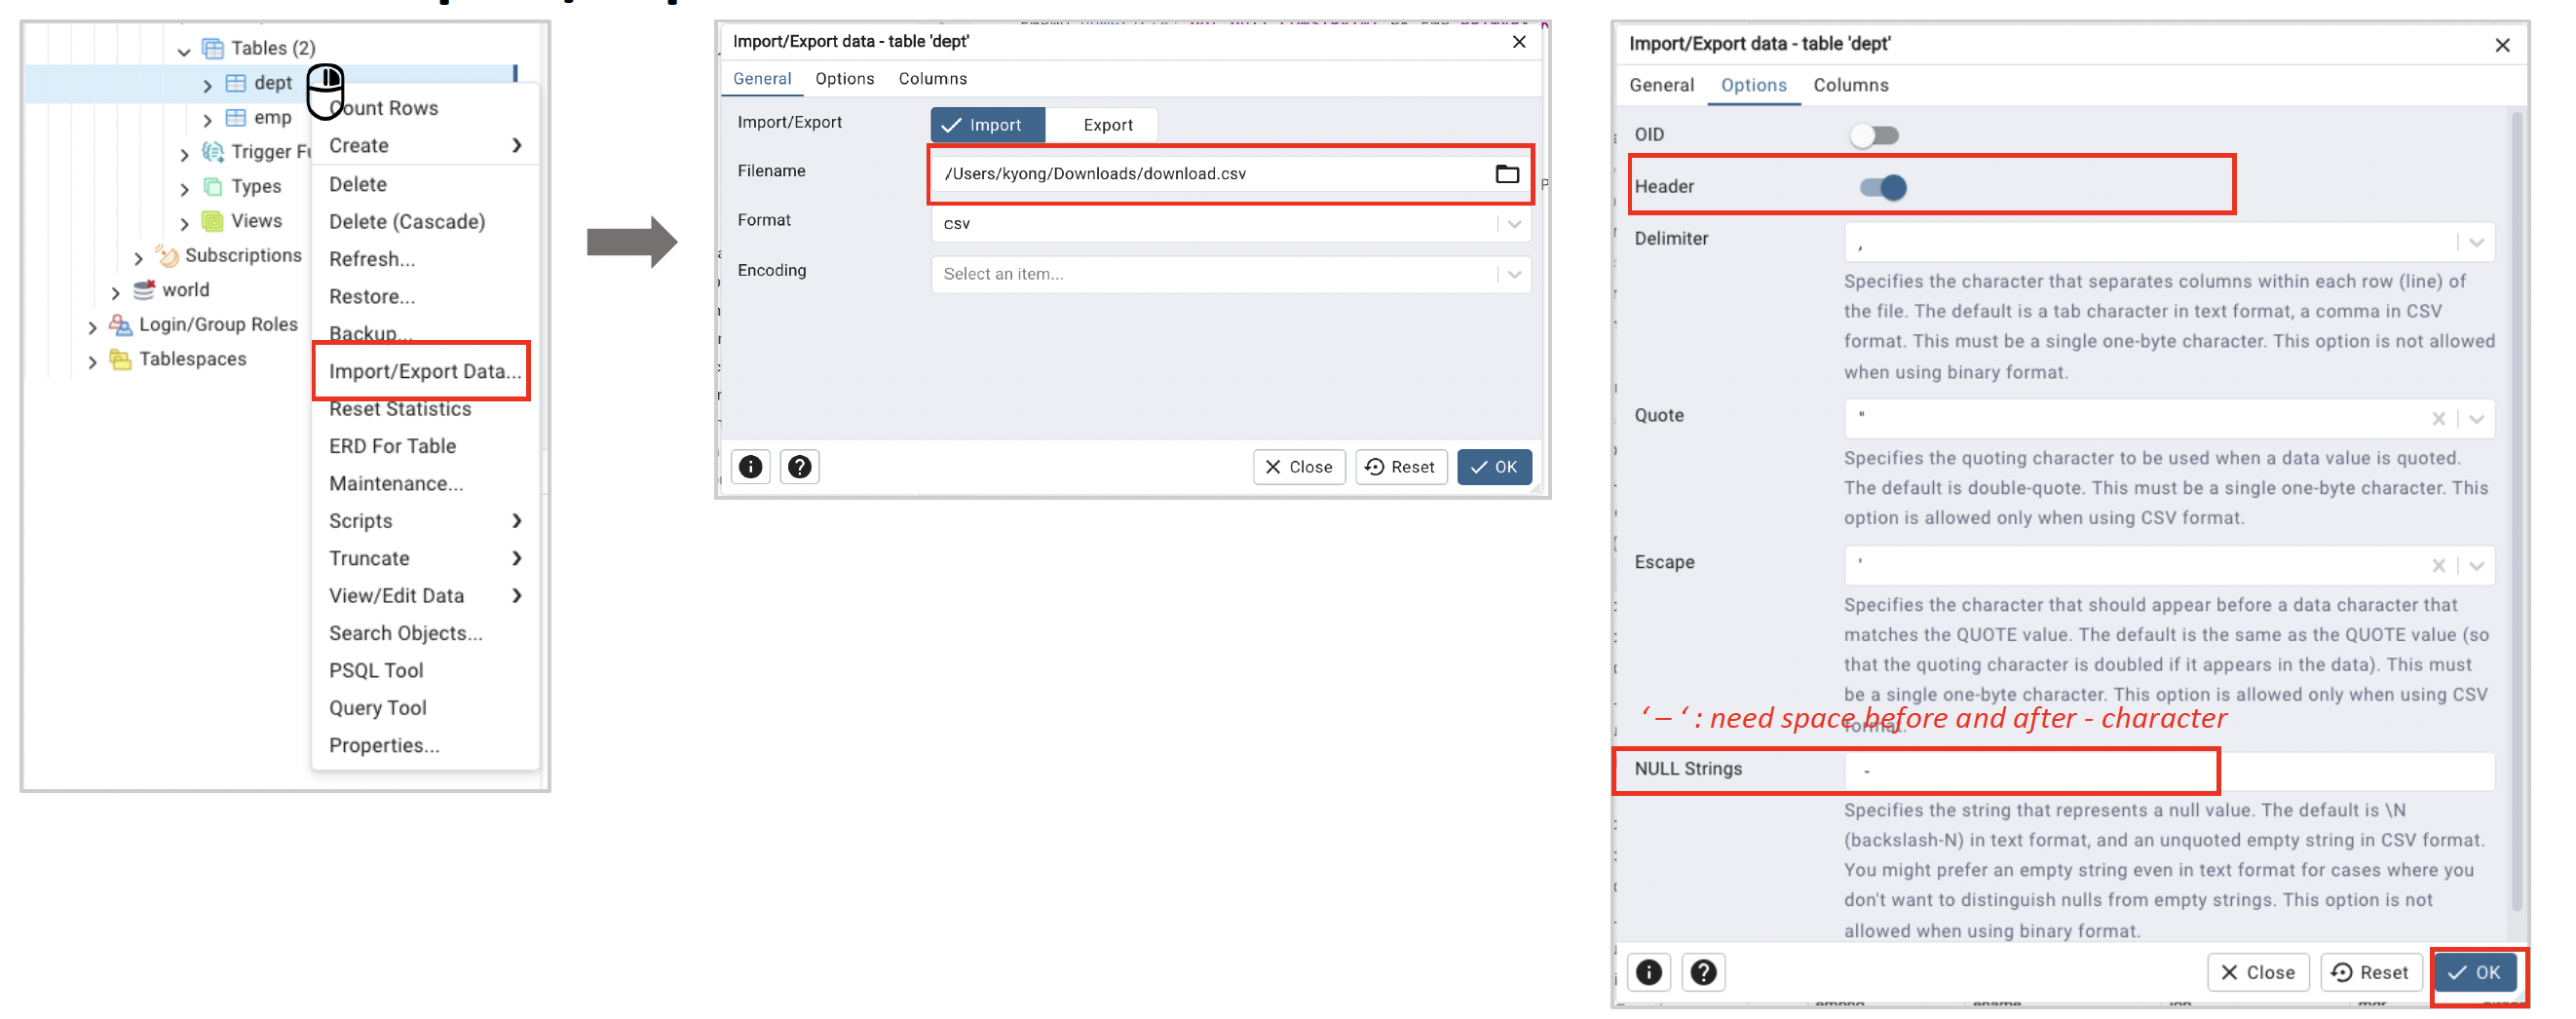 Tables (2)
dept
emp
Trigger Fu
Types
Views
Subscriptions
world
Login/Group Roles
Tablespaces
Count Rows
Create
Delete
Delete (Cascade)
Refresh...
Restore...
Backup...
Import/Export Data...
Reset Statistics
ERD For Table
Maintenance...
Scripts
Truncate
View/Edit Data
Search Objects...
PSQL Tool
Query Tool
Properties...
Import/Export data - table 'dept'
General Options Columns
Import/Export Import Export
Filename /Users/kyong/Downloads/download.csv
Format csv
Encoding Select an item...
Close Reset OK
Import/Export data - table 'dept'
General Options Columns
OID
Header
Delimiter ,
Specifies the character that separates columns within each row (line) of
the file. The default is a tab character in text format, a comma in CSV
format. This must be a single one-byte character. This option is not allowed
when using binary format.
Quote "
Specifies the quoting character to be used when a data value is quoted.
The default is double-quote. This must be a single one-byte character. This
option is allowed only when using CSV format.
Escape '
Specifies the character that should appear before a data character that
matches the QUOTE value. The default is the same as the QUOTE value (so
that the quoting character is doubled if it appears in the data). This must
be a single one-byte character. This option is allowed only when using CSV
format.
‘ – ‘ : need space before and after - character
NULL Strings -
Specifies the string that represents a null value. The default is \N
(backslash-N) in text format, and an unquoted empty string in CSV format.
You might prefer an empty string even in text format for cases where you
don't want to distinguish nulls from empty strings. This option is not
allowed when using binary format.
Close Reset OK